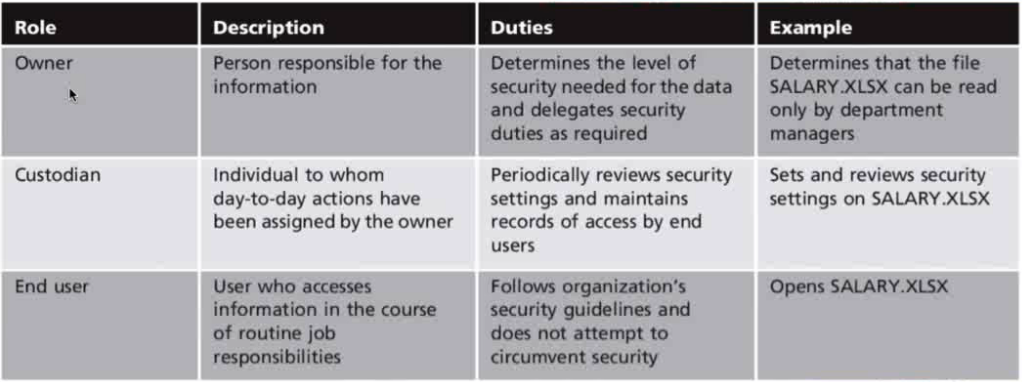 Role
Description
Duties
Example
Owner
Person responsible for the
information
Determines the level of
security needed for the data
and delegates security
duties as required
Determines that the file
SALARY.XLSX can be read
only by department
managers
Custodian
Individual to whom
day-to-day actions have
been assigned by the owner
Periodically reviews security
settings and maintains
records of access by end
users
Sets and reviews security
settings on SALARY.XLSX
End user
User who accesses
information in the course
of routine job
responsibilities
Follows organization's
security guidelines and
does not attempt to
circumvent security
Opens SALARY.XLSX